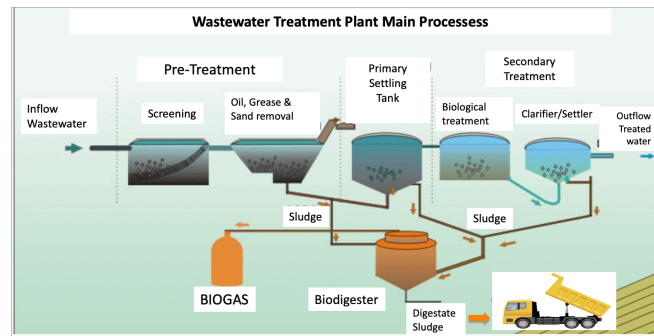 Wastewater Treatment Plant Main Processess
Pre-Treatment
Primary
Settling
Tank
Secondary
Treatment
Inflow
Wastewater
Screening
Oil, Grease &
Sand removal
Biological
treatment
Clarifier/Settler
Outflow
Treated
water
Sludge
Sludge
BIOGAS
Biodigester
Digestate
Sludge